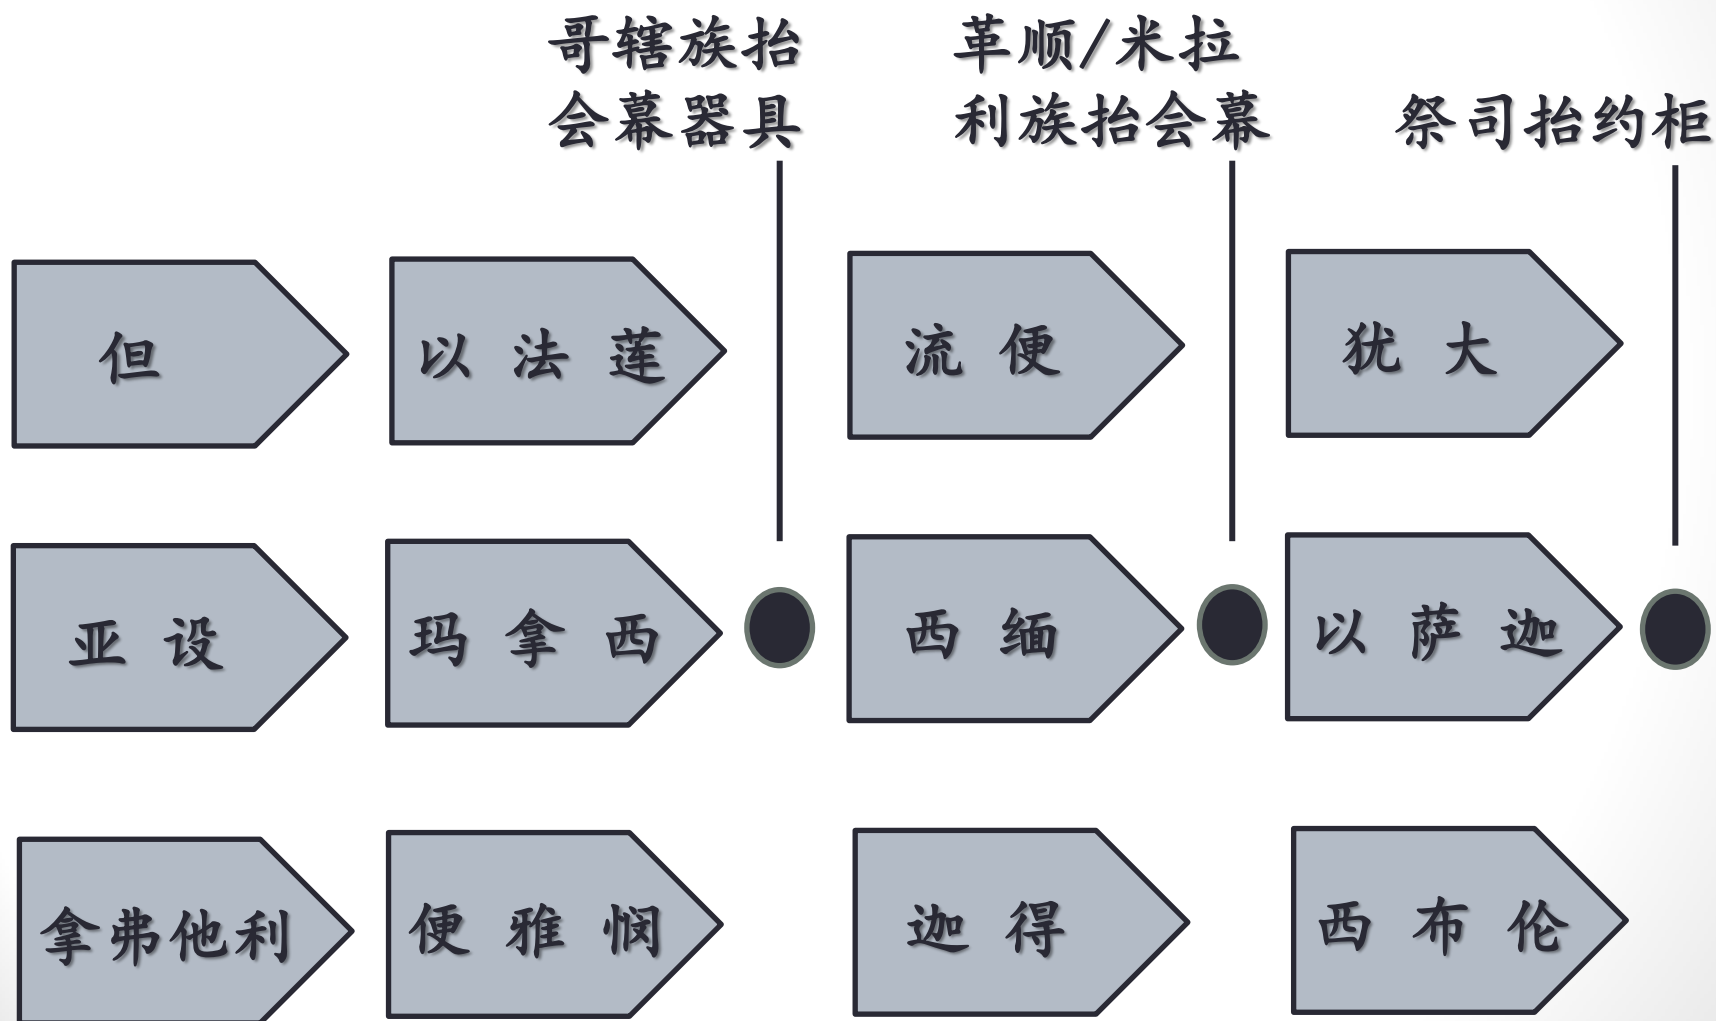 哥辖族抬
会幕器具
革顺/米拉
利族抬会幕
祭司抬约柜
但
以法莲
流便
犹大
亚设
玛拿西
西缅
以萨迦
拿弗他利
便雅悯
迦得
西布伦